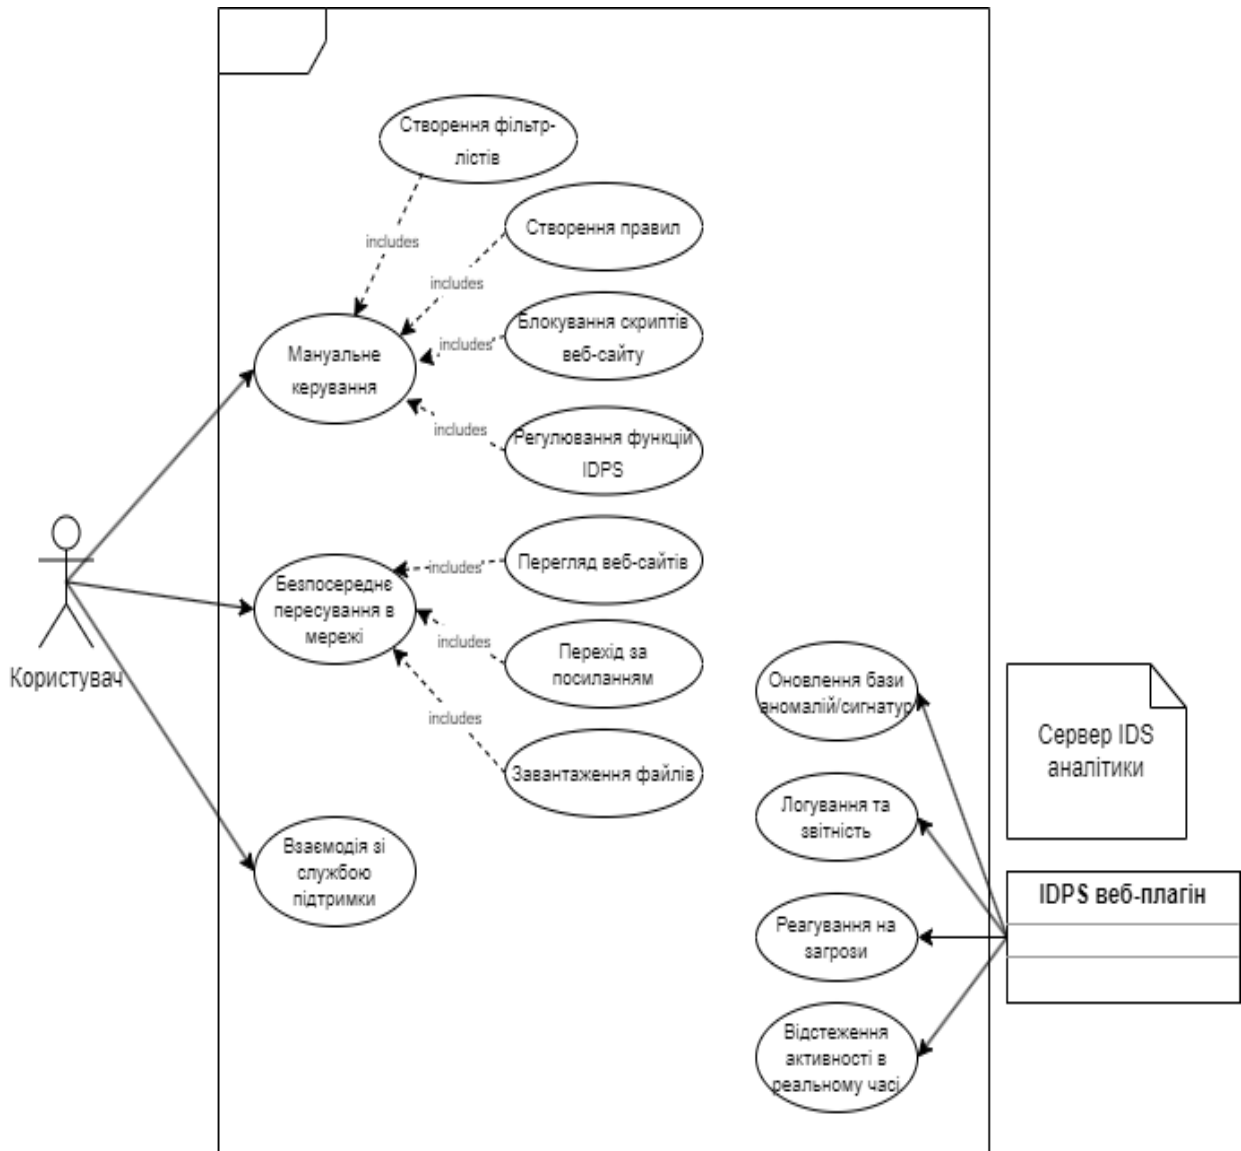 Створення фільтр-
лістів
includes
Створення правил
includes
Блокування скриптів
веб-сайту
includes
Мануальне
керування
Регулювання функцій
IDPS
includes
Користувач
Перегляд веб-сайтів
includes
Безпосереднє
пересування в
мережі
Перехід за
посиланням
includes
Завантаження файлів
includes
Взаємодія зі
службою
підтримки
Оновлення бази
аномалій/сигнатур
Логування та
звітність
Реагування на
загрози
Відстеження
активності в
реальному часі
Сервер IDS
аналітики
IDPS веб-плагін